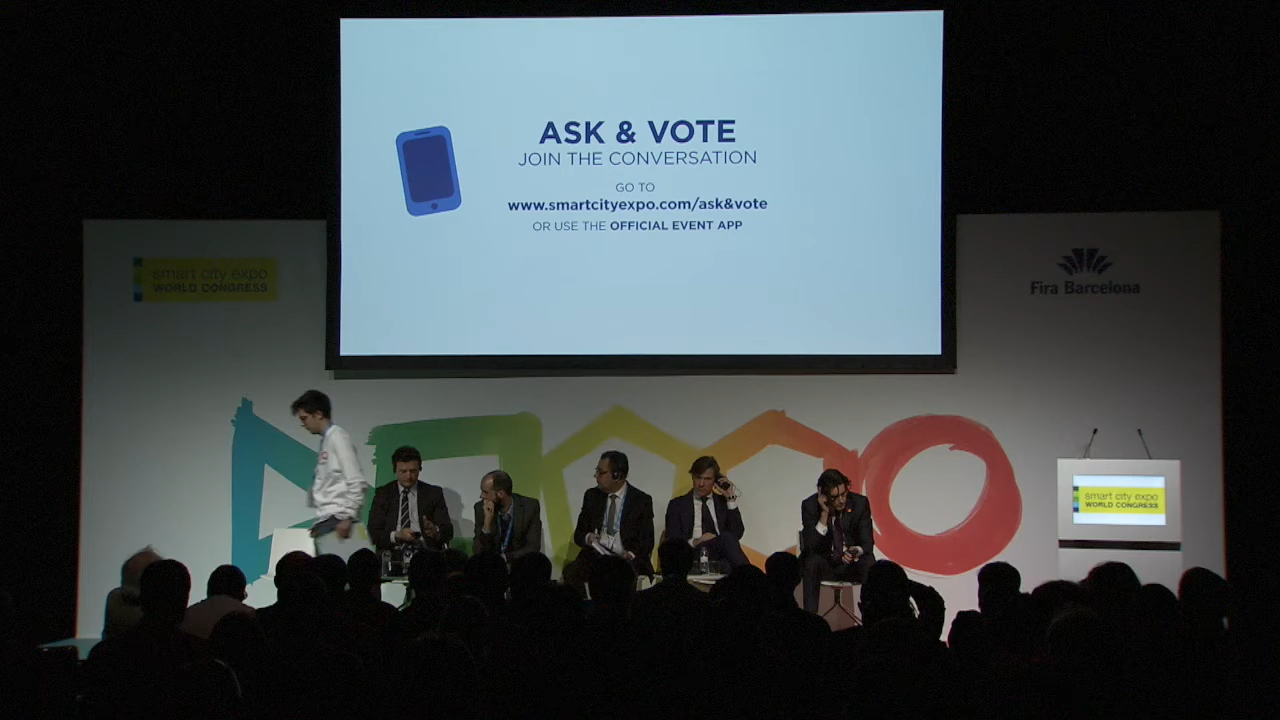 ASK & VOTE
JOIN THE CONVERSATION
GO TO
www.smartcityexpo.com/ask&vote
OR USE THE OFFICIAL EVENT APP
smart city expo
WORLD CONGRESS
Fira Barcelona
smart city expo
WORLD CONGRESS